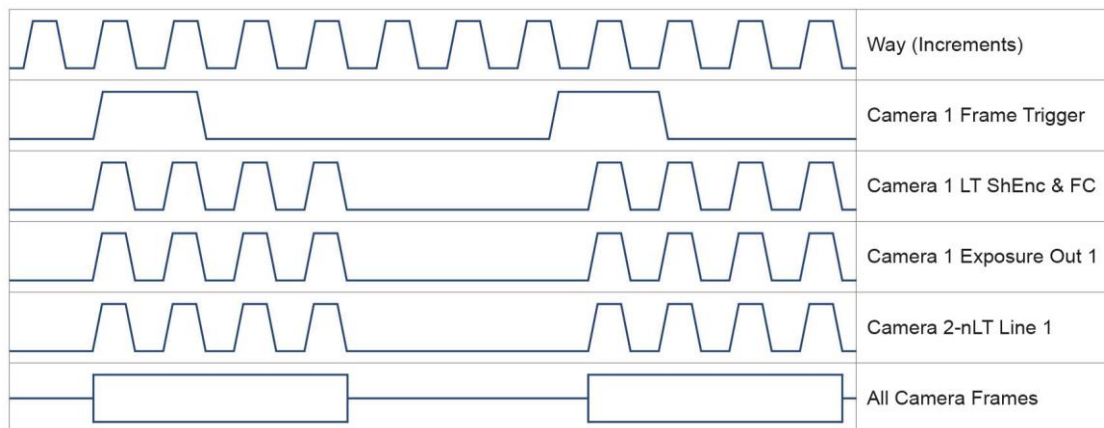 Way (Increments)
Camera 1 Frame Trigger
Camera 1 LT ShEnc & FC
Camera 1 Exposure Out 1
Camera 2-nLT Line 1
All Camera Frames